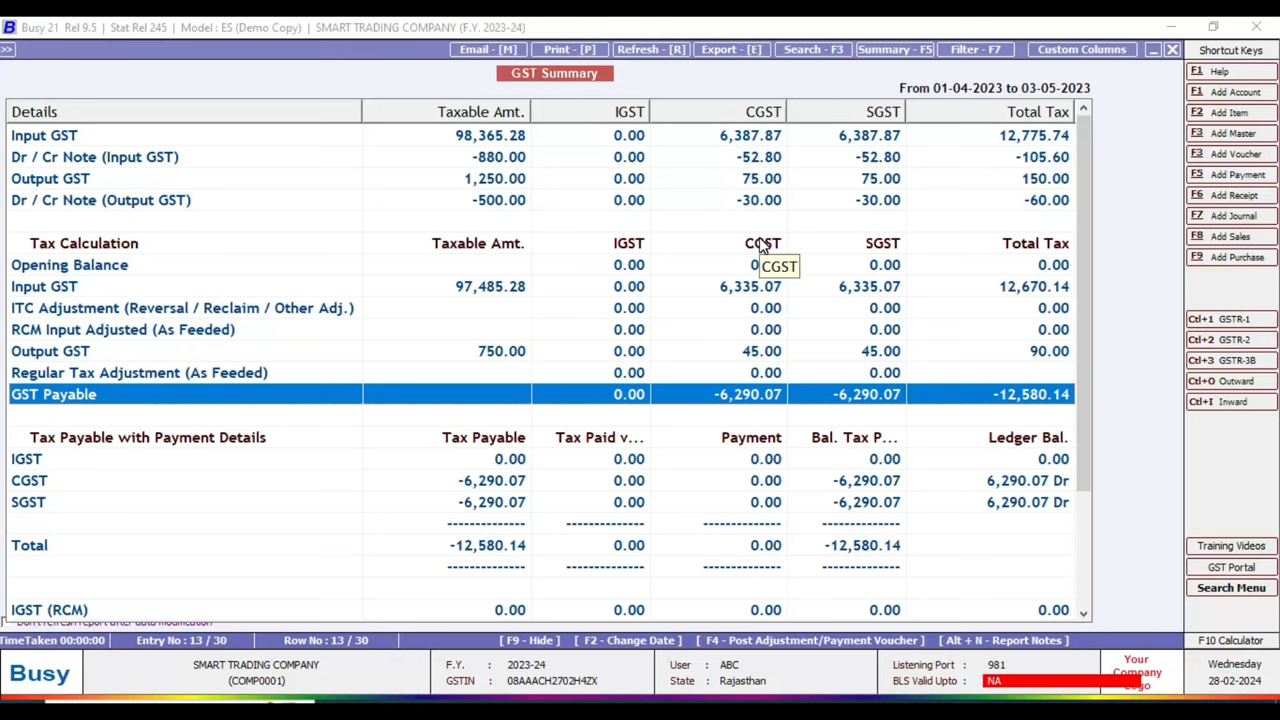 Busy 21 Rel 9.5 | Stat Rel 245 | Model : ES (Demo Copy) | SMART TRADING COMPANY (F.Y. 2023-24)
>> Email - [M] Print - [P] Refresh - [R] Export - [E] Search - F3 Summary - F5 Filter - F7 Custom Columns Shortcut Keys
GST Summary F1 Help
From 01-04-2023 to 03-05-2023 F1 Add Account
Details Taxable Amt. IGST CGST SGST Total Tax F2 Add Item
Input GST 98,365.28 0.00 6,387.87 6,387.87 12,775.74 F3 Add Master
Dr / Cr Note (Input GST) -880.00 0.00 -52.80 -52.80 -105.60 F3 Add Voucher
Output GST 1,250.00 0.00 75.00 75.00 150.00 F5 Add Payment
Dr / Cr Note (Output GST) -500.00 0.00 -30.00 -30.00 -60.00 F6 Add Receipt
F7 Add Journal
Tax Calculation Taxable Amt. IGST CGST SGST Total Tax F8 Add Sales
Opening Balance 0.00 0 CGST 0.00 0.00 F9 Add Purchase
Input GST 97,485.28 0.00 6,335.07 6,335.07 12,670.14
ITC Adjustment (Reversal / Reclaim / Other Adj.) 0.00 0.00 0.00 0.00 Ctl+1 GSTR-1
RCM Input Adjusted (As Feeded) 0.00 0.00 0.00 0.00 Ctl+2 GSTR-2
Output GST 750.00 0.00 45.00 45.00 90.00 Ctl+3 GSTR-3B
Regular Tax Adjustment (As Feeded) 0.00 0.00 0.00 0.00 Ctl+O Outward
GST Payable 0.00 -6,290.07 -6,290.07 -12,580.14 Ctl+I Inward
Tax Payable with Payment Details Tax Payable Tax Paid v... Payment Bal. Tax P... Ledger Bal.
IGST 0.00 0.00 0.00 0.00 0.00
CGST -6,290.07 0.00 0.00 -6,290.07 6,290.07 Dr
SGST -6,290.07 0.00 0.00 -6,290.07 6,290.07 Dr
-------------- -------------- -------------- --------------
Total -12,580.14 0.00 0.00 -12,580.14 Training Videos
-------------- -------------- -------------- -------------- GST Portal
Search Menu
IGST (RCM) 0.00 0.00 0.00 0.00 0.00
Don't refresh report after data modification
TimeTaken 00:00:00 Entry No : 13 / 30 Row No : 13 / 30 [ F9 - Hide ] [ F2 - Change Date ] [ F4 - Post Adjustment/Payment Voucher ] [ Alt + N - Report Notes ] F10 Calculator
Busy SMART TRADING COMPANY F.Y. : 2023-24 User : ABC Listening Port : 981 Your Wednesday
(COMP0001) GSTIN : 08AAACH2702H4ZX State : Rajasthan BLS Valid Upto : NA Company Logo 28-02-2024